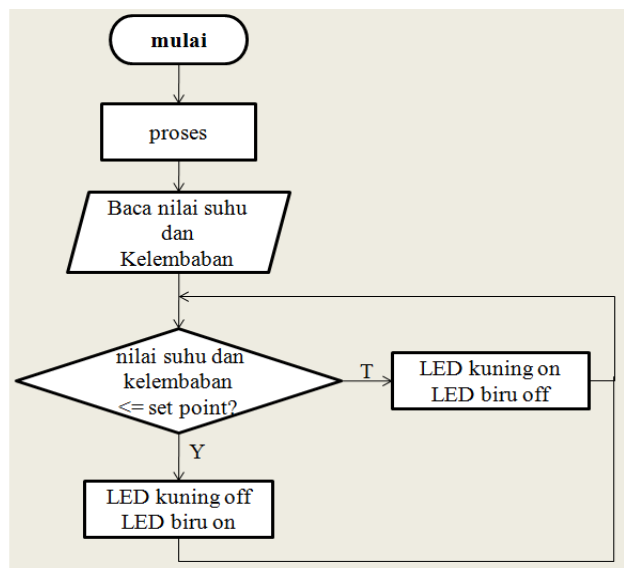 mulai
proses
Baca nilai suhu
dan
Kelembaban
nilai suhu dan
kelembaban
<= set point?
T
LED kuning on
LED biru off
Y
LED kuning off
LED biru on